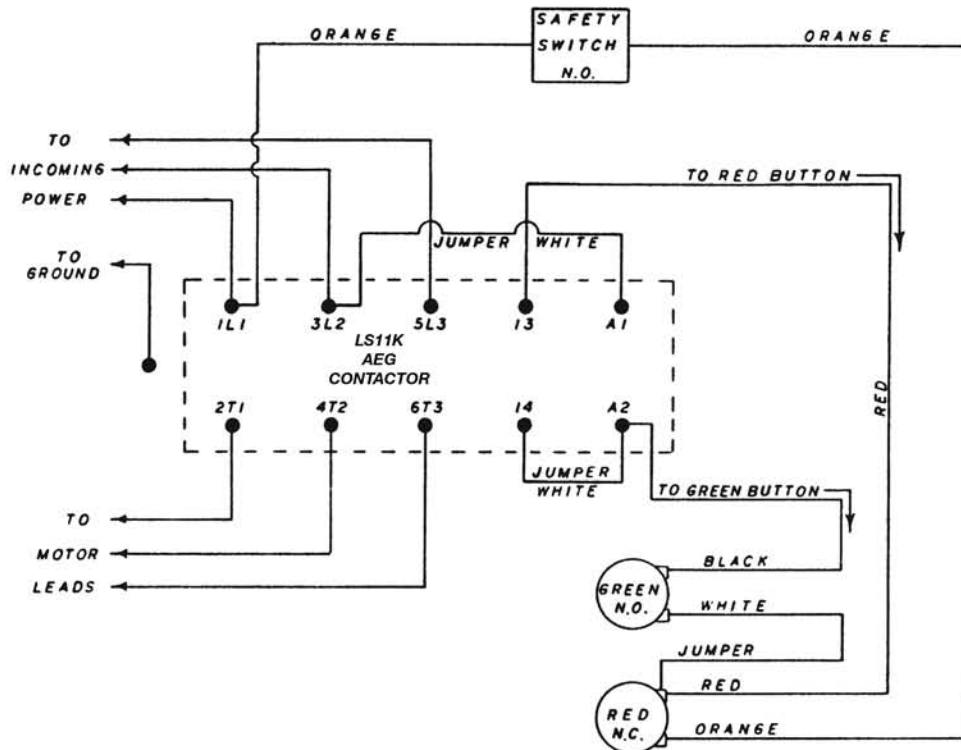 SAFETY
SWITCH
N.O.
ORANGE
ORANGE
TO
INCOMING
POWER
TO RED BUTTON
JUMPER WHITE
TO
GROUND
1L1 3L2 5L3 13 A1
LS11K
AEG
CONTACTOR
RED
2T1 4T2 6T3 14 A2
JUMPER
WHITE
TO GREEN BUTTON
TO
MOTOR
LEADS
BLACK
GREEN
N.O.
WHITE
JUMPER
RED
RED
N.C.
ORANGE